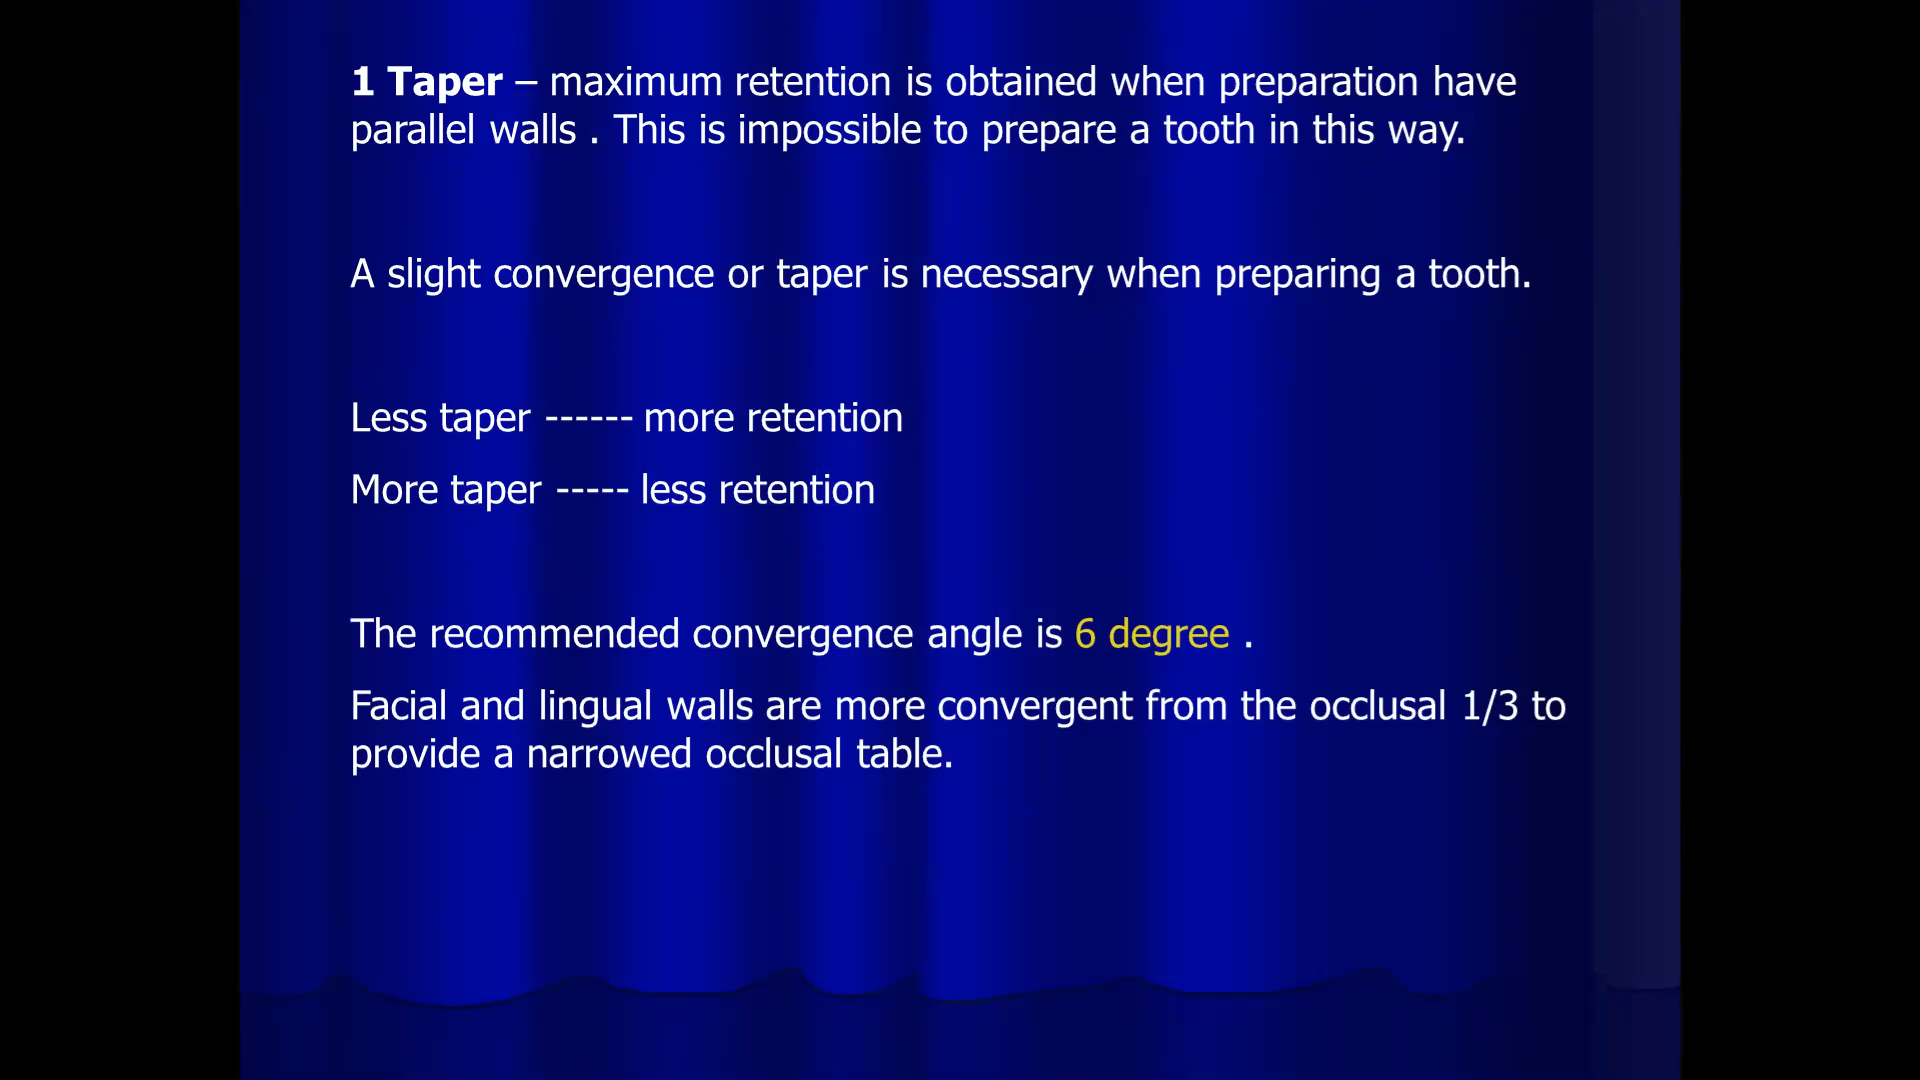 1 Taper – maximum retention is obtained when preparation have
parallel walls . This is impossible to prepare a tooth in this way.
A slight convergence or taper is necessary when preparing a tooth.
Less taper ------ more retention
More taper ----- less retention
The recommended convergence angle is 6 degree .
Facial and lingual walls are more convergent from the occlusal 1/3 to
provide a narrowed occlusal table.